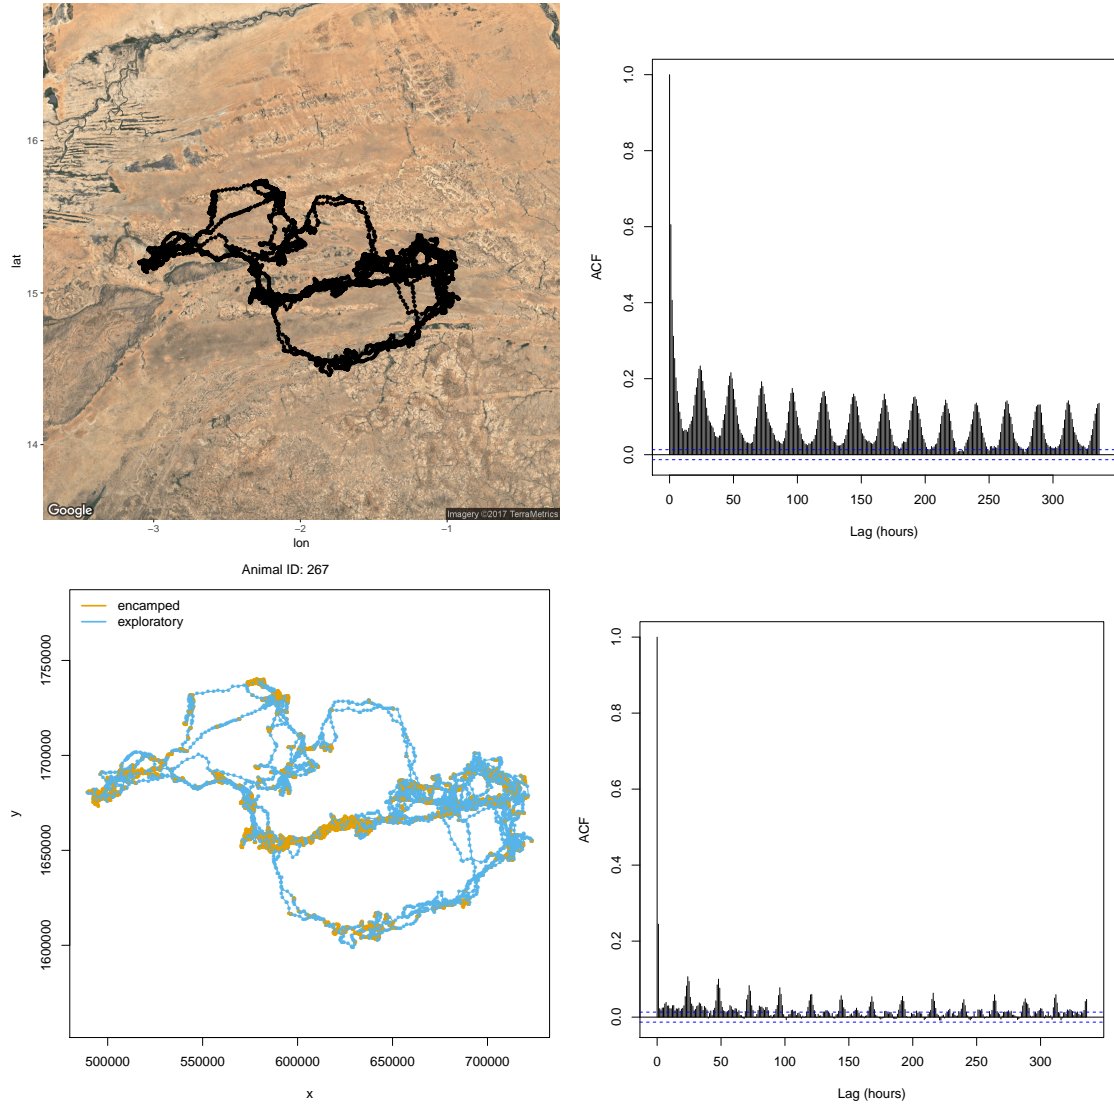 lat
16
15
14
−3
−2
−1
lon
Google
Imagery ©2017 TerraMetrics
ACF
1.0
0.8
0.6
0.4
0.2
0.0
0 50 100 150 200 250 300
Lag (hours)
Animal ID: 267
encamped
exploratory
y
1750000
1700000
1650000
1600000
500000 550000 600000 650000 700000
x
ACF
1.0
0.8
0.6
0.4
0.2
0.0
0 50 100 150 200 250 300
Lag (hours)